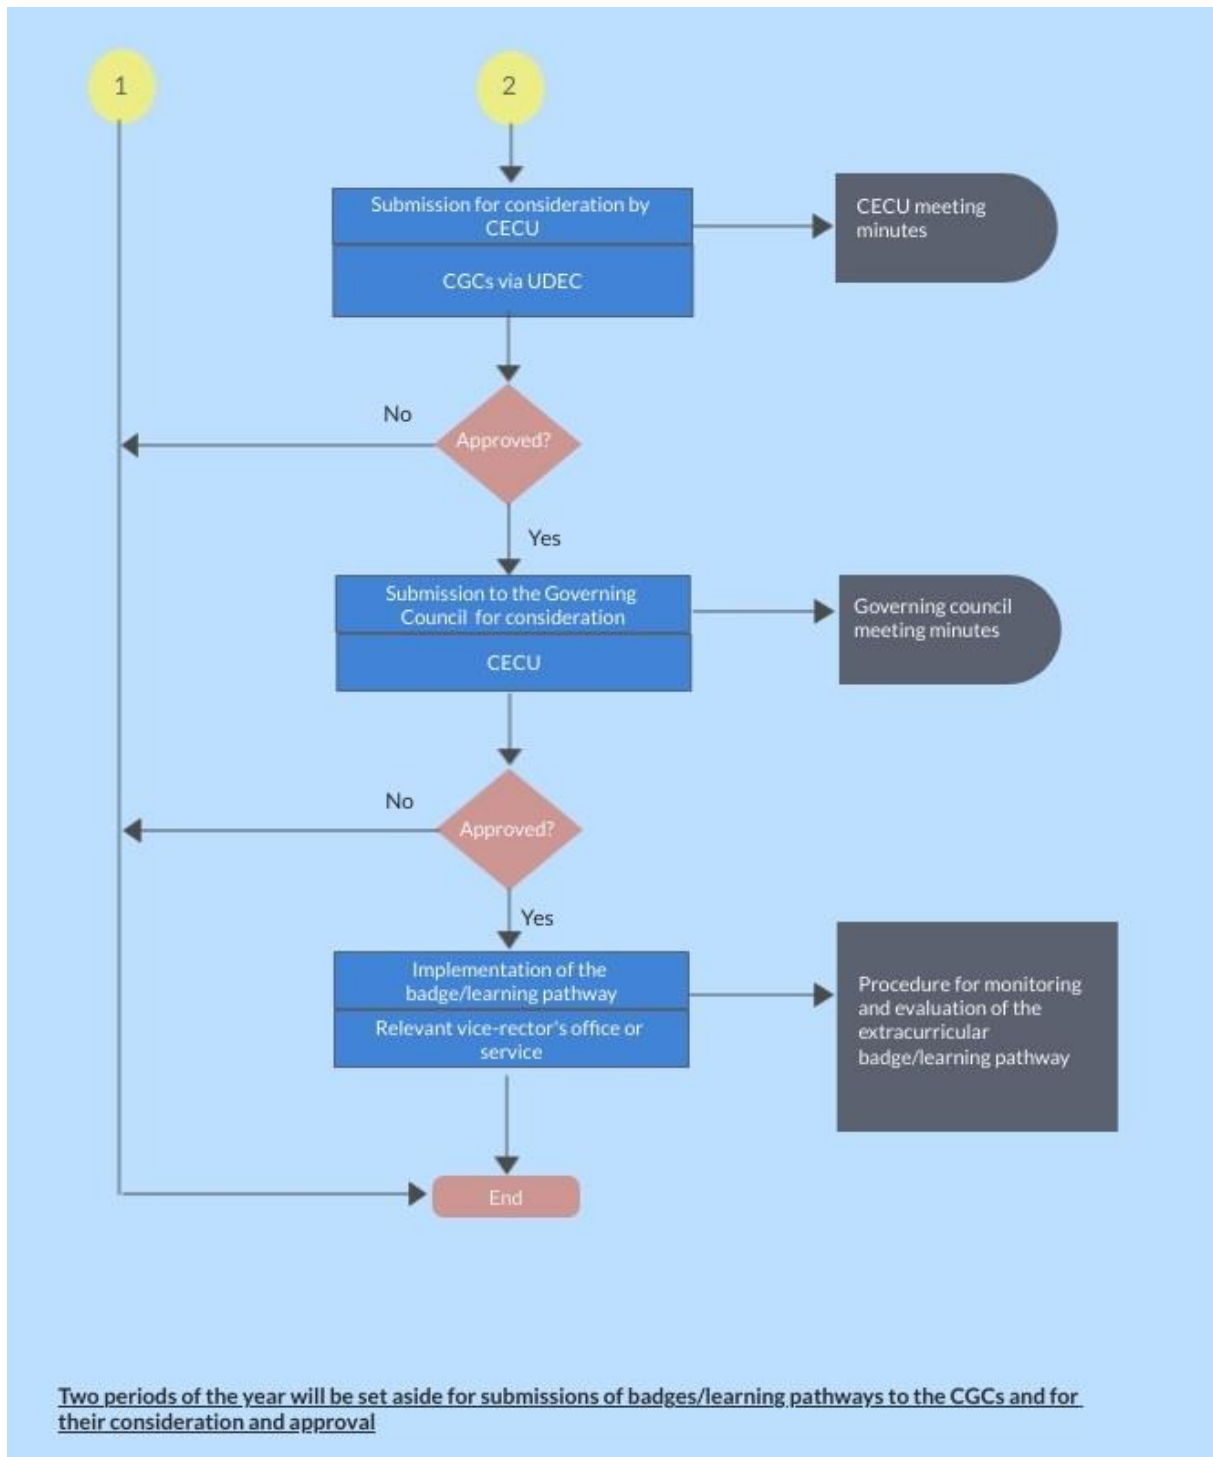 1
2
Submission for consideration by
CECU
CGCs via UDEC
CECU meeting
minutes
No
Approved?
Yes
Submission to the Governing
Council for consideration
CECU
Governing council
meeting minutes
No
Approved?
Yes
Implementation of the
badge/learning pathway
Relevant vice-rector's office or
service
Procedure for monitoring
and evaluation of the
extracurricular
badge/learning pathway
End
Two periods of the year will be set aside for submissions of badges/learning pathways to the CGCs and for
their consideration and approval